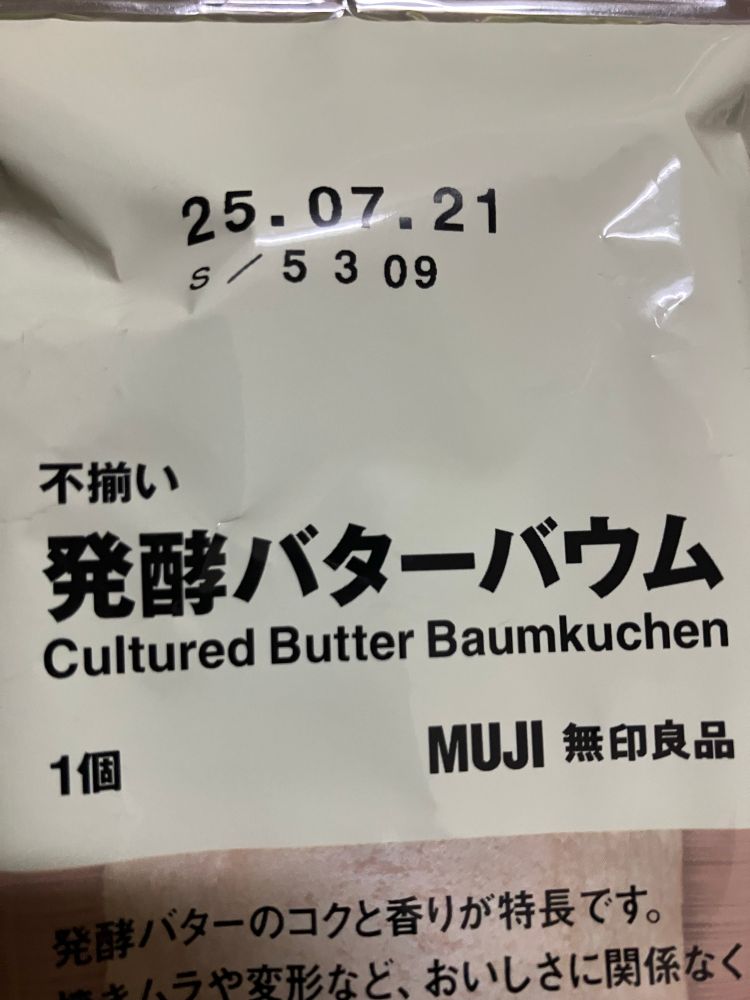 25.07.21
S/5309
不揃い
発酵バターバウム
Cultured Butter Baumkuchen
1個
MUJI 無印良品
発酵バターのコクと香りが特長です。
焼きムラや変形など、おいしさに関係なく